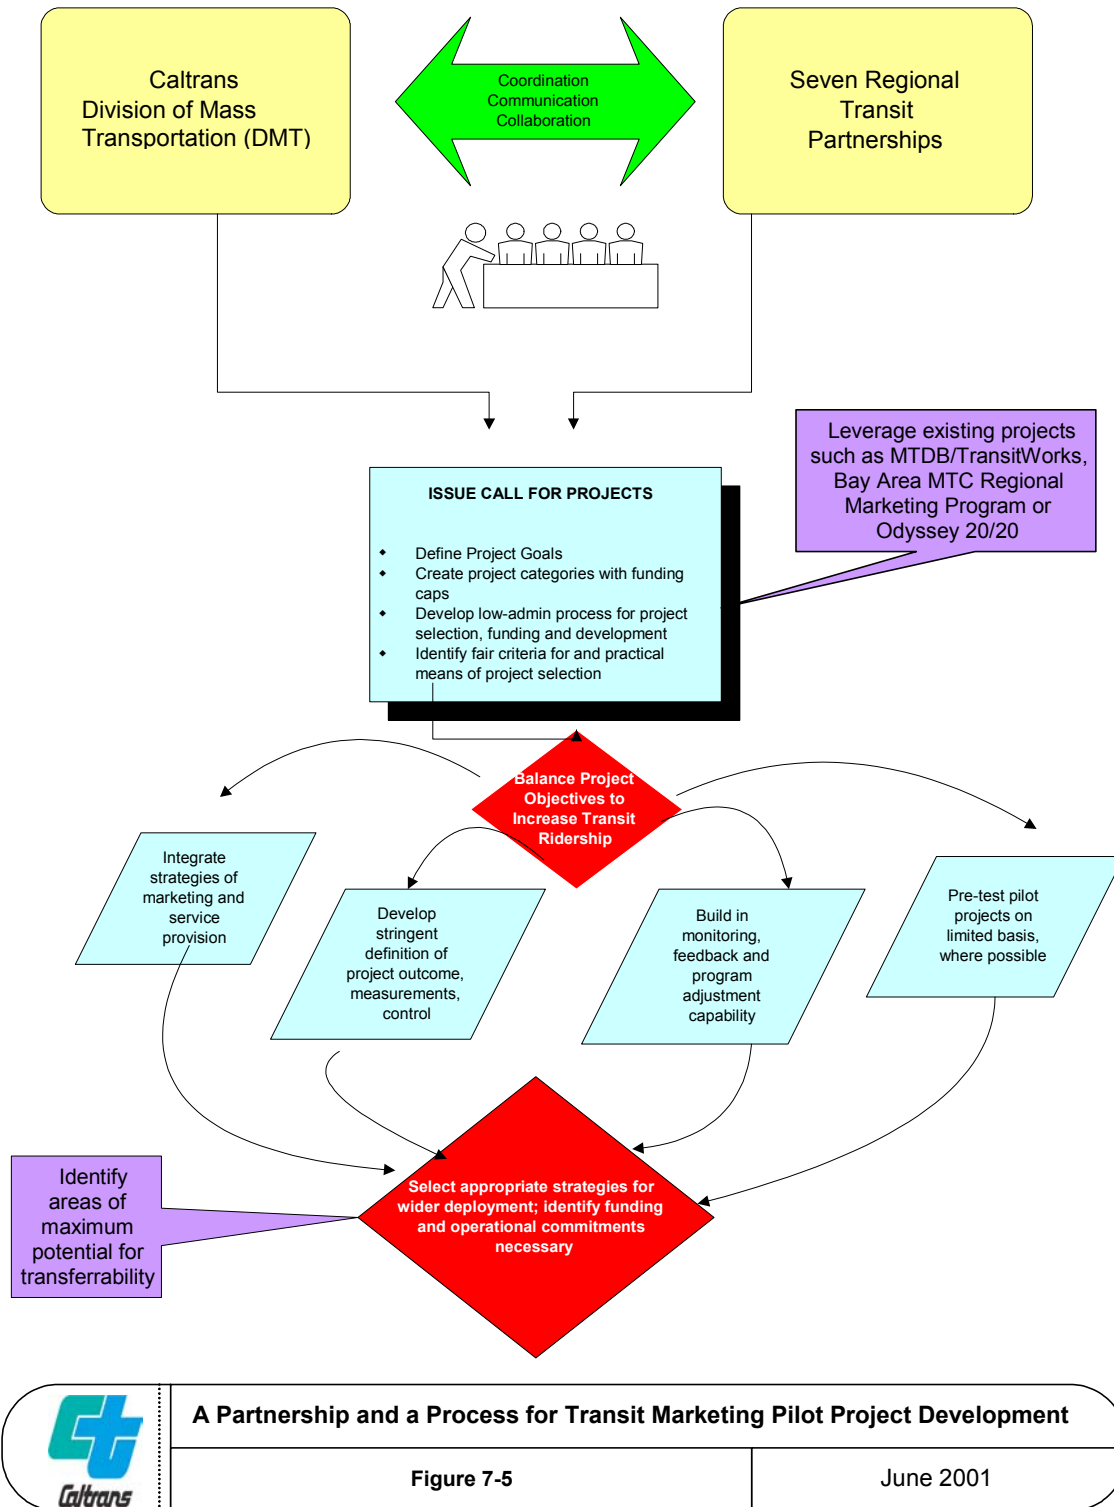 Caltrans
Division of Mass
Transportation (DMT)
Coordination
Communication
Collaboration
Seven Regional
Transit
Partnerships
Leverage existing projects
such as MTDB/TransitWorks,
Bay Area MTC Regional
Marketing Program or
Odyssey 20/20
ISSUE CALL FOR PROJECTS
Define Project Goals
Create project categories with funding
caps
Develop low-admin process for project
selection, funding and development
Identify fair criteria for and practical
means of project selection
Balance Project
Objectives to
Increase Transit
Ridership
Integrate
strategies of
marketing and
service
provision
Develop
stringent
definition of
project outcome,
measurements,
control
Build in
monitoring,
feedback and
program
adjustment
capability
Pre-test pilot
projects on
limited basis,
where possible
Identify
areas of
maximum
potential for
transferrability
Select appropriate strategies for
wider deployment; identify funding
and operational commitments
necessary
A Partnership and a Process for Transit Marketing Pilot Project Development
Caltrans
Figure 7-5
June 2001